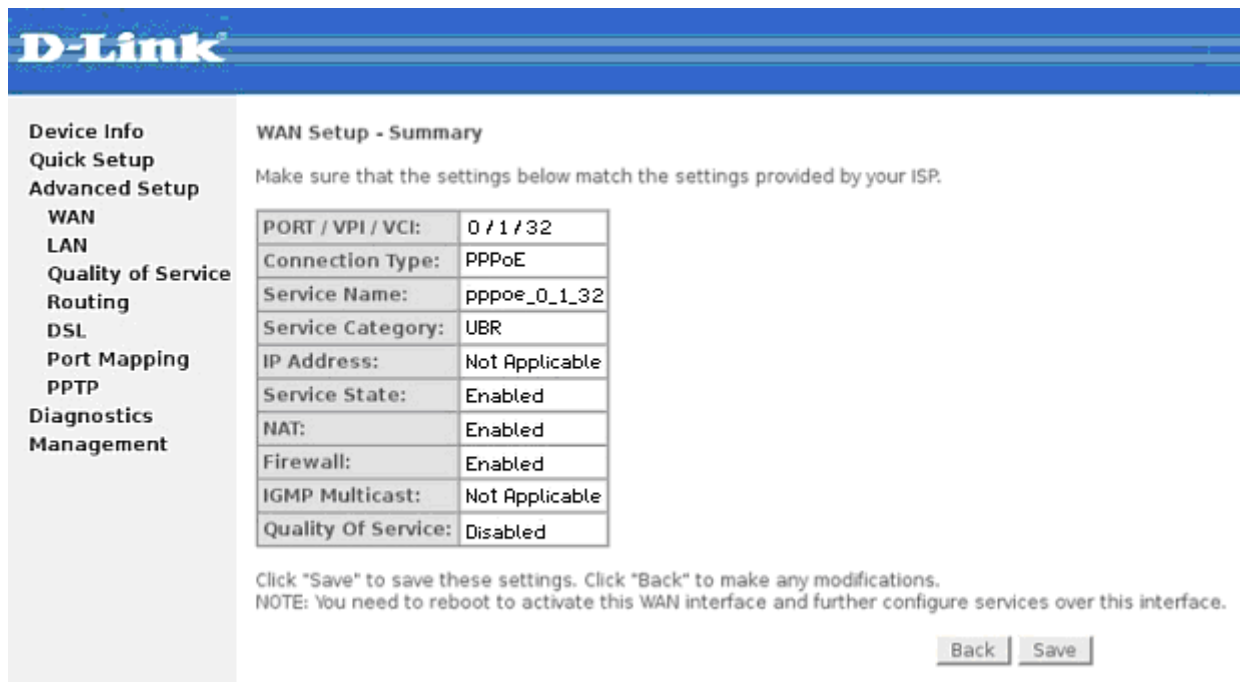 D-Link
Device Info
Quick Setup
Advanced Setup
WAN
LAN
Quality of Service
Routing
DSL
Port Mapping
PPTP
Diagnostics
Management
WAN Setup - Summary
Make sure that the settings below match the settings provided by your ISP.
PORT / VPI / VCI: 0 / 1 / 32
Connection Type: PPPoE
Service Name: pppoe_0_1_32
Service Category: UBR
IP Address: Not Applicable
Service State: Enabled
NAT: Enabled
Firewall: Enabled
IGMP Multicast: Not Applicable
Quality Of Service: Disabled
Click "Save" to save these settings. Click "Back" to make any modifications.
NOTE: You need to reboot to activate this WAN interface and further configure services over this interface.
Back Save